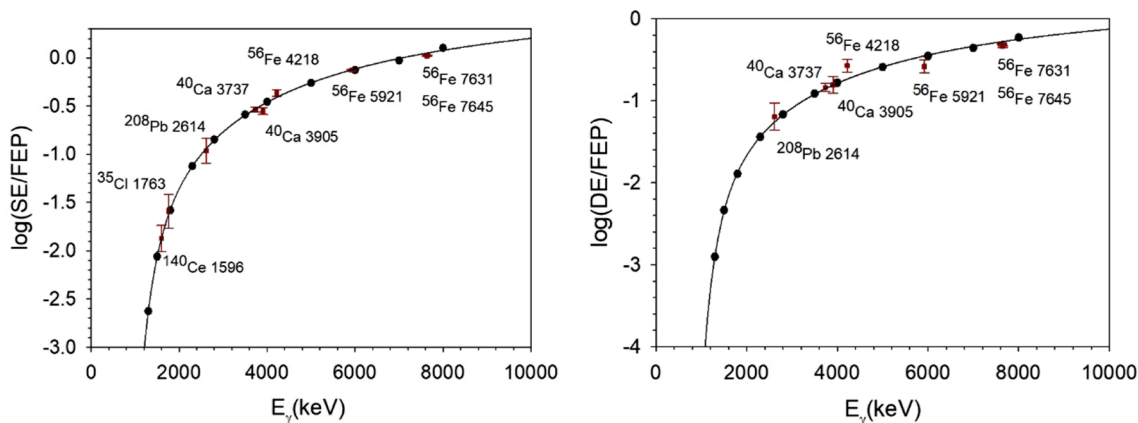 log(SE/FEP)
0.0
-0.5
-1.0
-1.5
-2.0
-2.5
-3.0
⁵⁶Fe 4218
⁴⁰Ca 3737
²⁰⁸Pb 2614
³⁵Cl 1763
¹⁴⁰Ce 1596
⁴⁰Ca 3905
⁵⁶Fe 5921
⁵⁶Fe 7631
⁵⁶Fe 7645
0 2000 4000 6000 8000 10000
Eᵧ(keV)
log(DE/FEP)
0
-1
-2
-3
-4
⁵⁶Fe 4218
⁴⁰Ca 3737
⁴⁰Ca 3905
²⁰⁸Pb 2614
⁵⁶Fe 5921
⁵⁶Fe 7631
⁵⁶Fe 7645
0 2000 4000 6000 8000 10000
Eᵧ(keV)